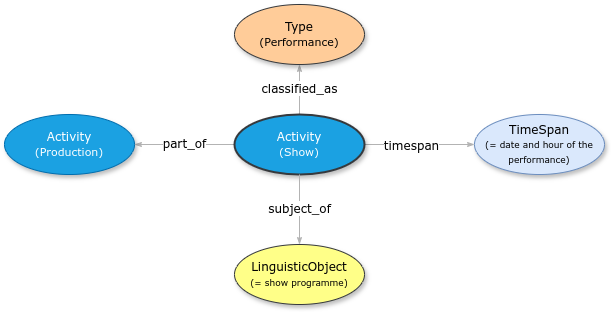 Type
(Performance)
classified_as
Activity
(Production)
part_of
Activity
(Show)
timespan
TimeSpan
(= date and hour of the
performance)
subject_of
LinguisticObject
(= show programme)